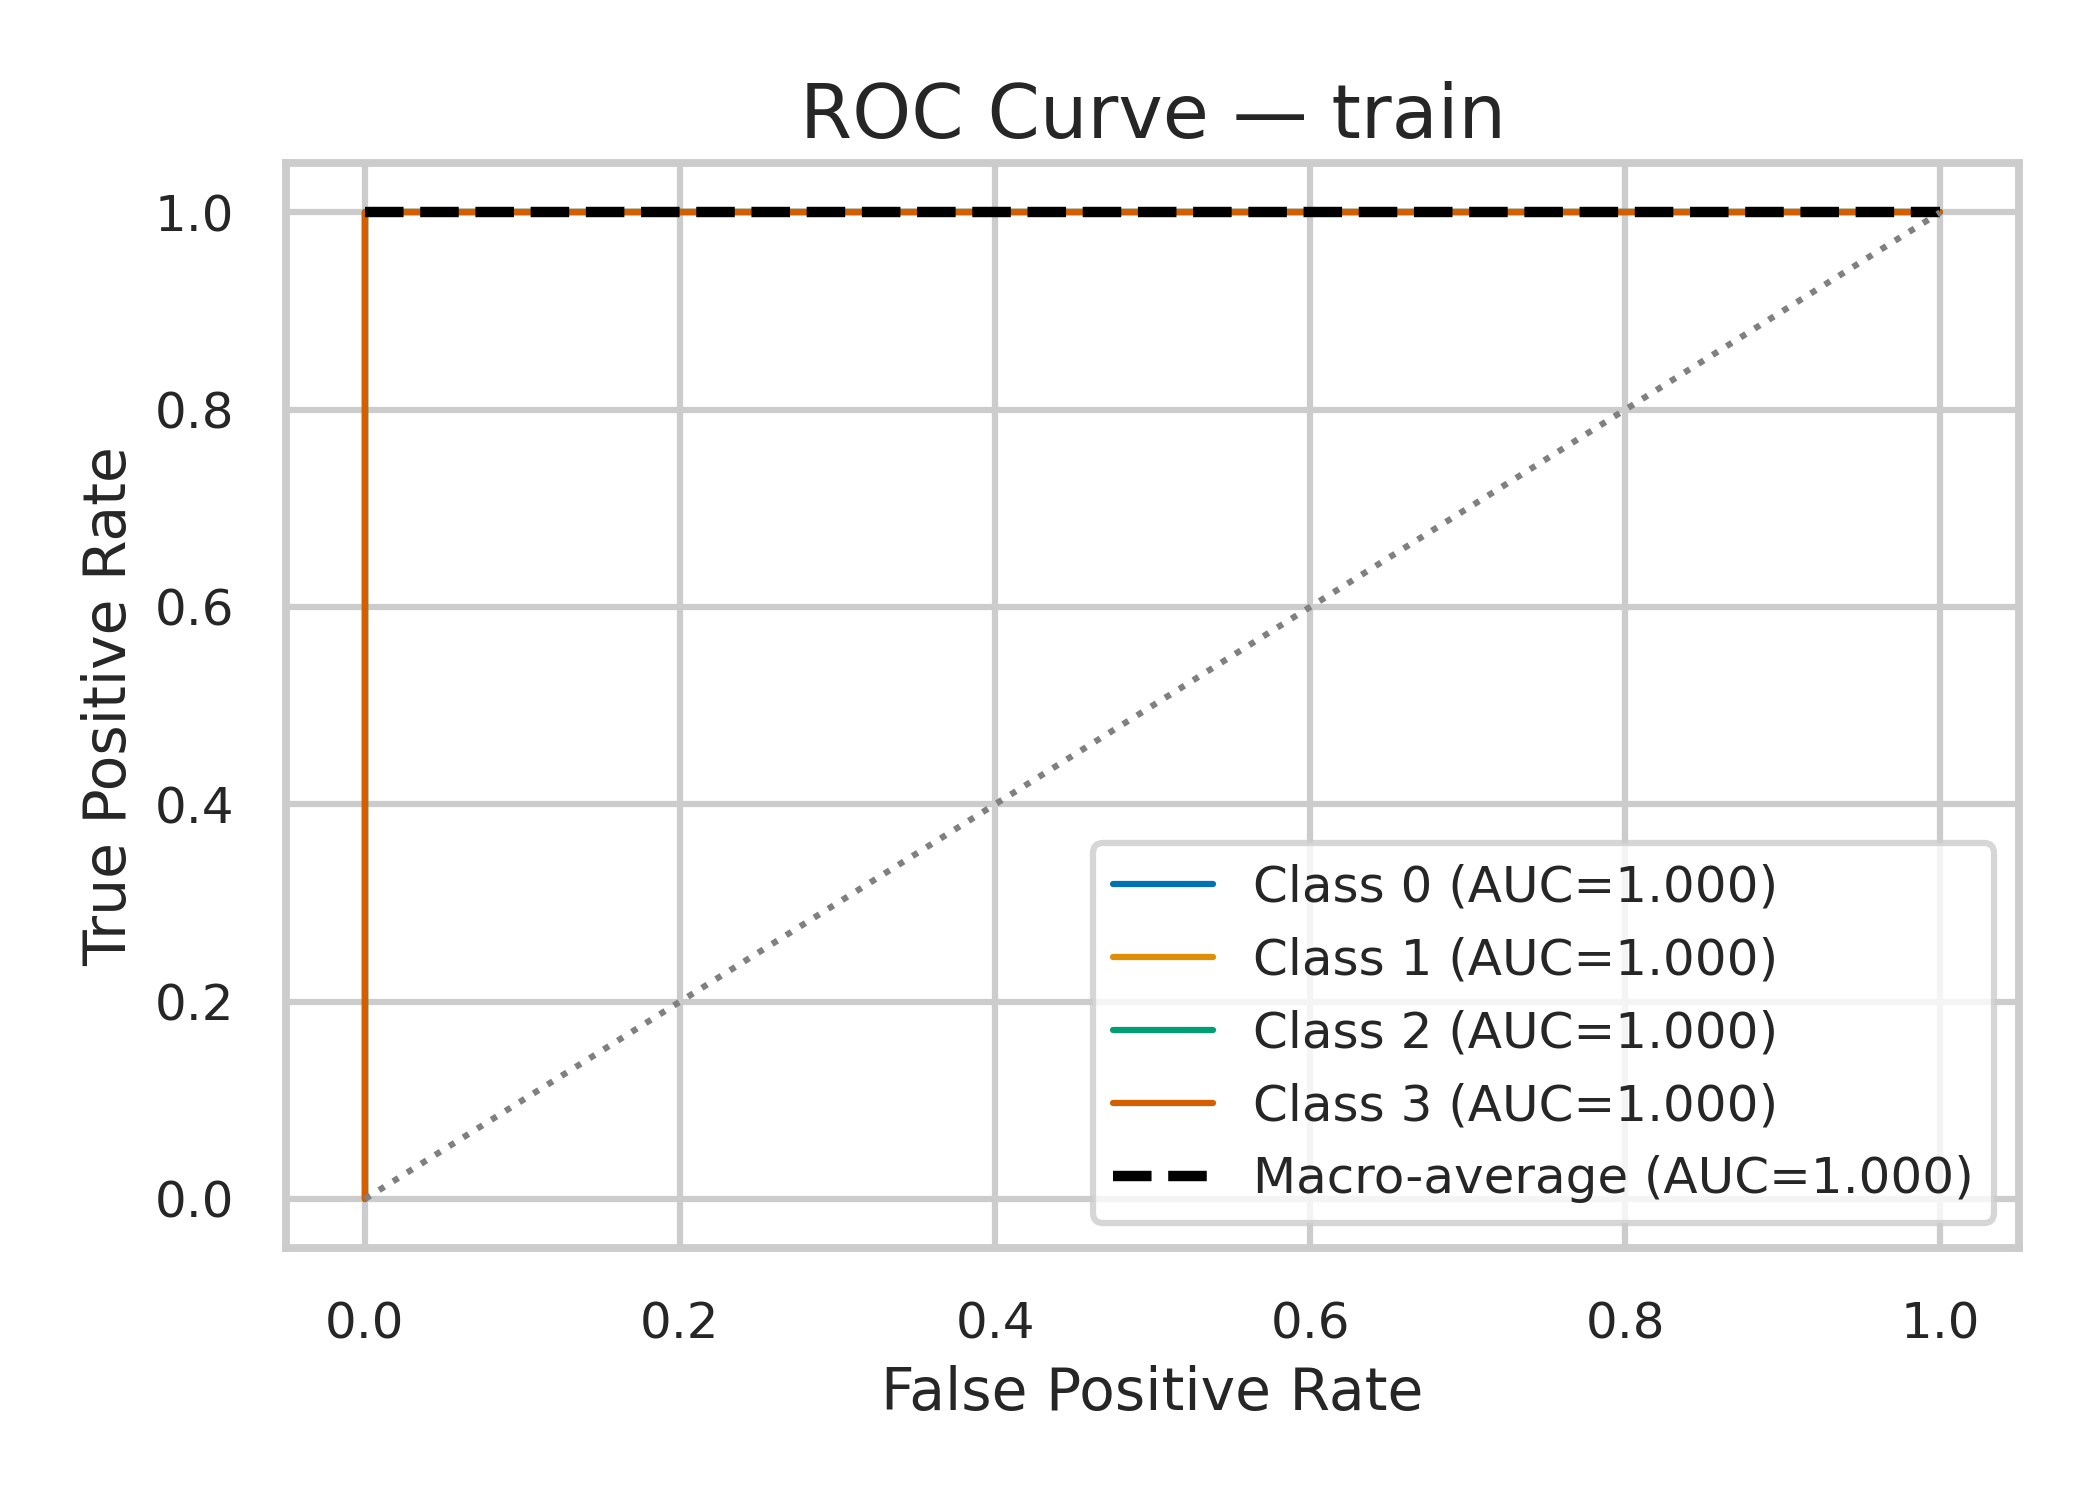 ROC Curve — train
True Positive Rate
1.0
0.8
0.6
0.4
0.2
0.0
Class 0 (AUC=1.000)
Class 1 (AUC=1.000)
Class 2 (AUC=1.000)
Class 3 (AUC=1.000)
Macro-average (AUC=1.000)
0.0 0.2 0.4 0.6 0.8 1.0
False Positive Rate